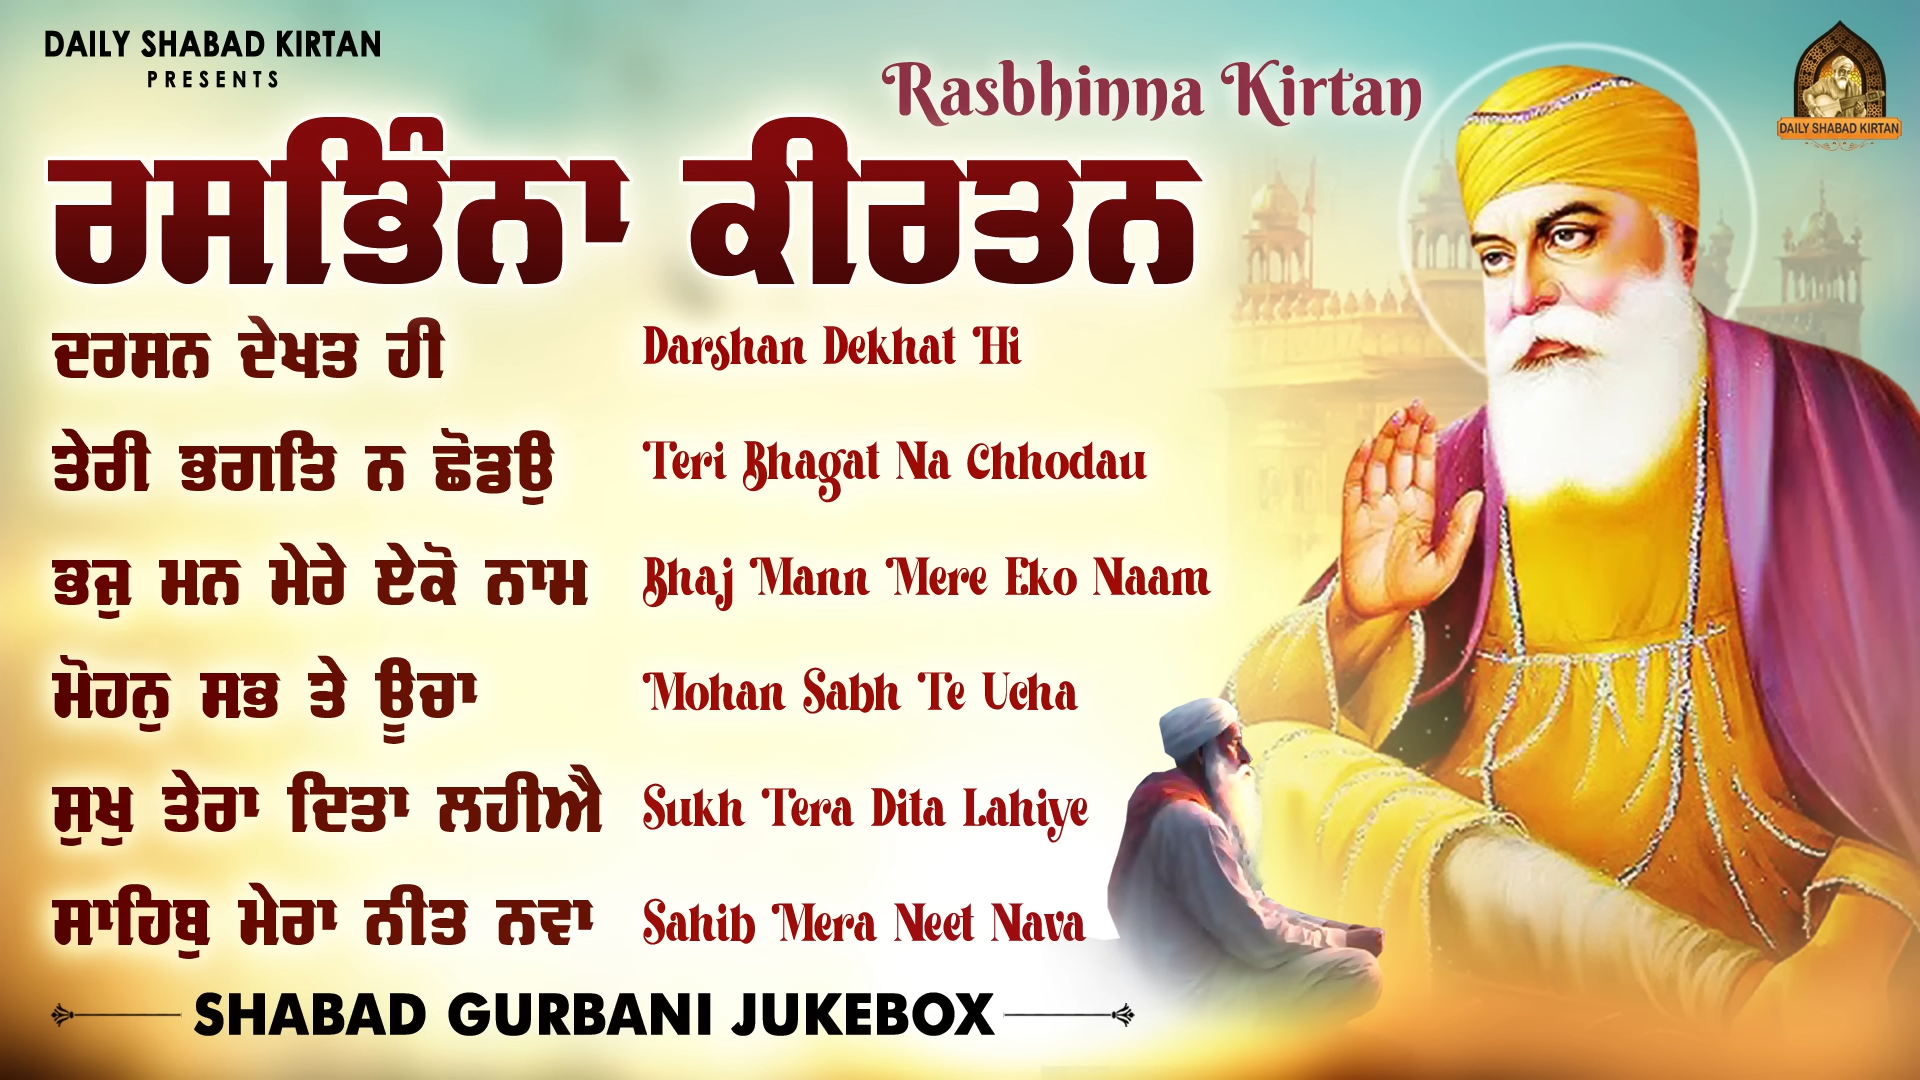 DAILY SHABAD KIRTAN
PRESENTS
Rasbhinna Kirtan
DAILY SHABAD KIRTAN
ਰਸਭਿੰਨਾ ਕੀਰਤਨ
ਦਰਸਨ ਦੇਖਤ ਹੀ Darshan Dekhat Hi
ਤੇਰੀ ਭਗਤਿ ਨ ਛੋਡਉ Teri Bhagat Na Chhodau
ਭਜੁ ਮਨ ਮੇਰੇ ਏਕੋ ਨਾਮ Bhaj Mann Mere Eko Naam
ਮੋਹਨੁ ਸਭ ਤੇ ਊਚਾ Mohan Sabh Te Ucha
ਸੁਖੁ ਤੇਰਾ ਦਿਤਾ ਲਹੀਐ Sukh Tera Dita Lahiye
ਸਾਹਿਬੁ ਮੇਰਾ ਨੀਤ ਨਵਾ Sahib Mera Neet Nava
SHABAD GURBANI JUKEBOX